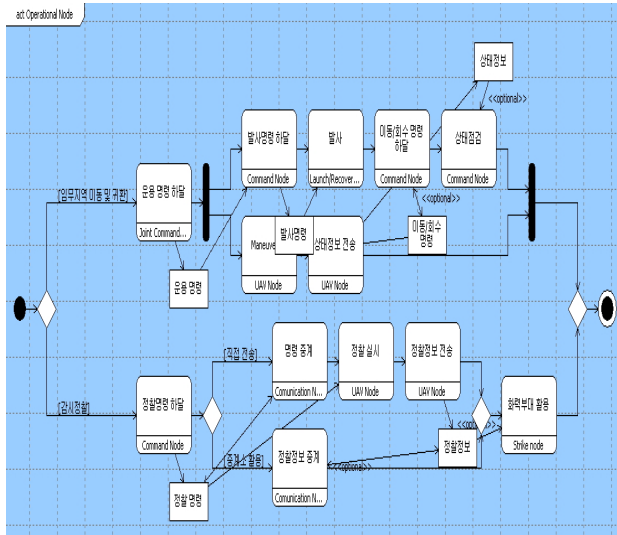 act Operational Node
상태정보
<<optional>>
발사명령 하달
Command Node
발사
Launch/Recover...
이동/회수 명령
하달
Command Node
상태점검
Command Node
[임무지역 이동 및 귀환]
운용 명령 하달
Joint Command...
<<optional>>
운용 명령
Maneuve
UAV Node
발사명령
상태정보 전송
UAV Node
이동/회수
명령
[직접 전송]
명령 중계
Comunication N...
정찰 실시
UAV Node
정찰정보 전송
UAV Node
[감시정찰]
정찰명령 하달
Command Node
화력부대 활용
Strike node
정찰정보
[중계소 활용]
정찰정보 중계
Comunication N...
<<optional>>
정찰 명령